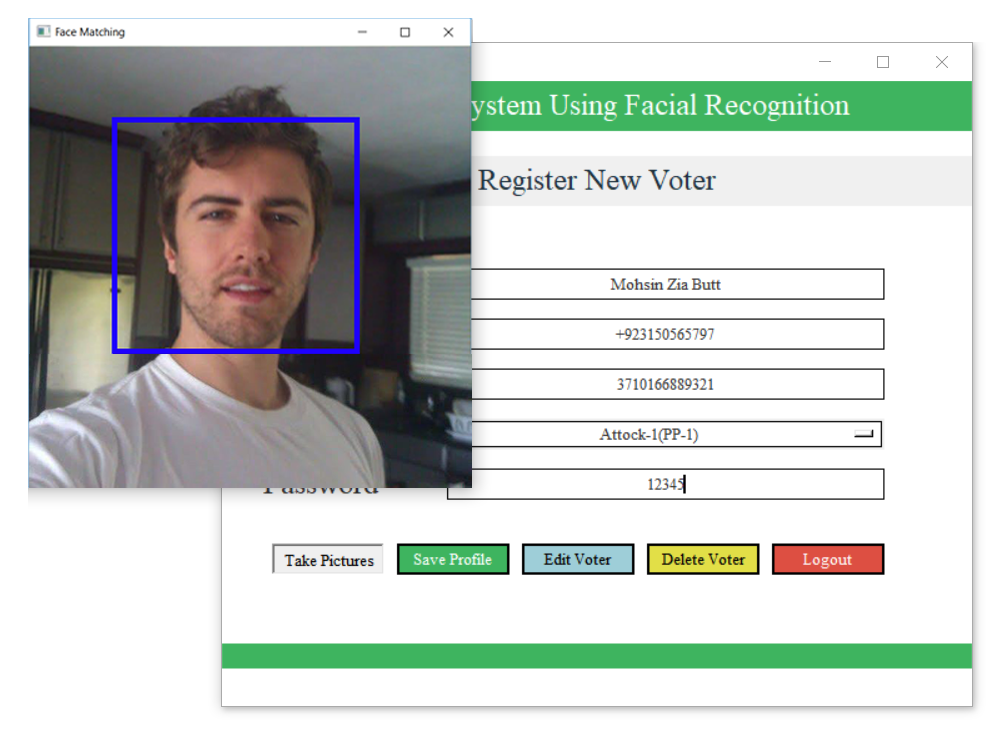 Face Matching
ystem Using Facial Recognition
Register New Voter
Mohsin Zia Butt
+923150565797
3710166889321
Attock-1(PP-1)
Password
12345
Take Pictures
Save Profile
Edit Voter
Delete Voter
Logout